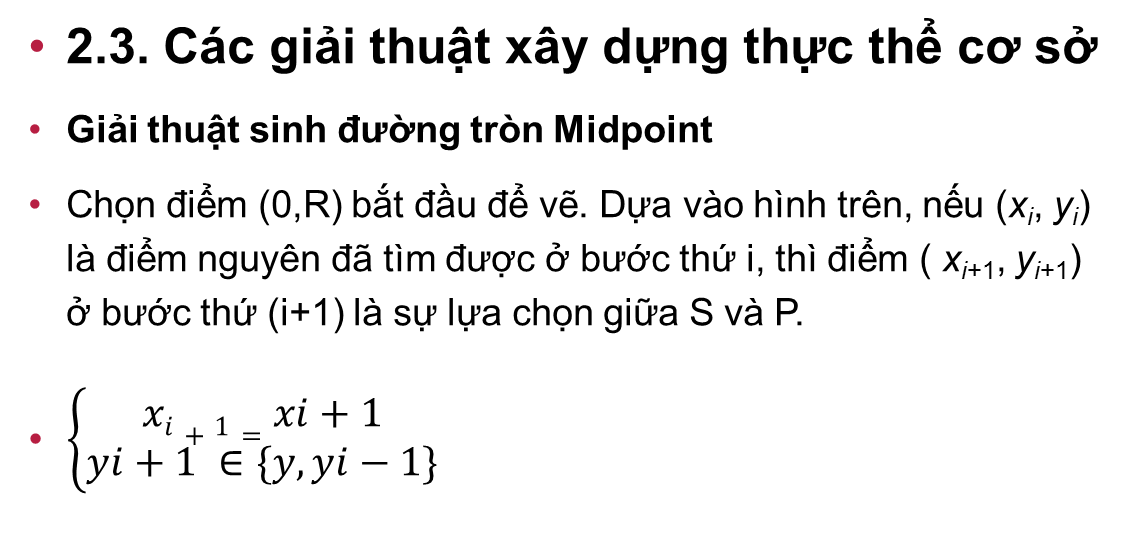 • 2.3. Các giải thuật xây dựng thực thể cơ sở
• Giải thuật sinh đường tròn Midpoint
• Chọn điểm (0,R) bắt đầu để vẽ. Dựa vào hình trên, nếu (xᵢ, yᵢ)
là điểm nguyên đã tìm được ở bước thứ i, thì điểm ( xᵢ₊₁, yᵢ₊₁)
ở bước thứ (i+1) là sự lựa chọn giữa S và P.
• { xᵢ ₊ ₁ ₌ xi + 1
yi + 1 ∈ {y, yi − 1}